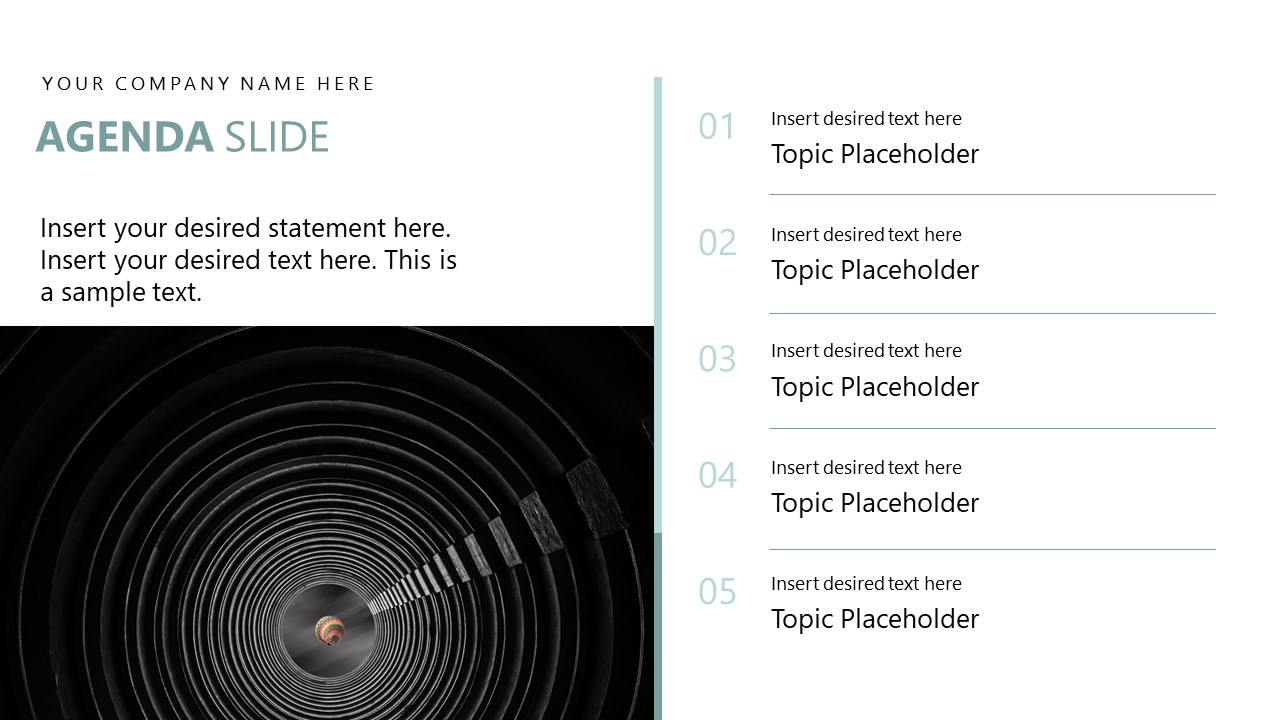 YOUR COMPANY NAME HERE
AGENDA SLIDE
Insert your desired statement here.
Insert your desired text here. This is
a sample text.
01
Insert desired text here
Topic Placeholder
02
Insert desired text here
Topic Placeholder
03
Insert desired text here
Topic Placeholder
04
Insert desired text here
Topic Placeholder
05
Insert desired text here
Topic Placeholder